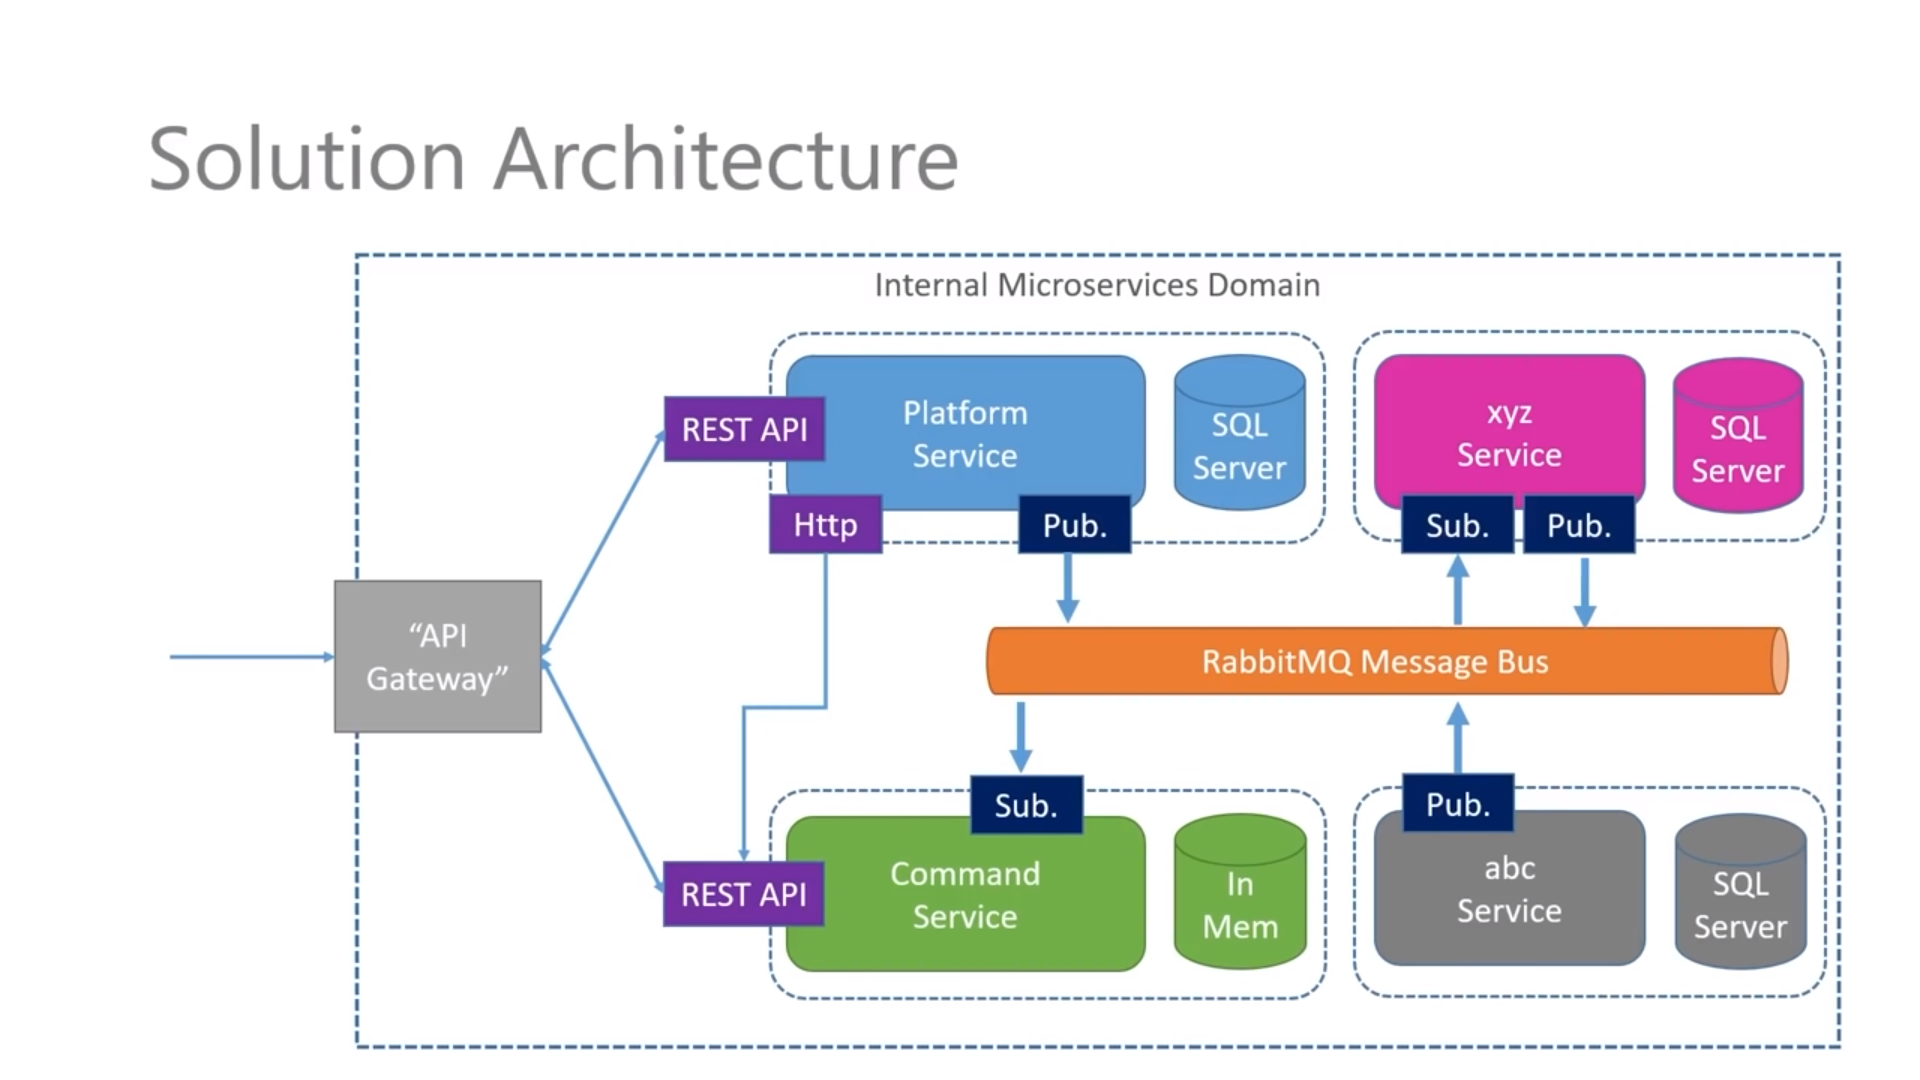 Solution Architecture
Internal Microservices Domain
REST API
Platform
Service
SQL
Server
Http
Pub.
xyz
Service
SQL
Server
Sub.
Pub.
“API
Gateway”
RabbitMQ Message Bus
Sub.
REST API
Command
Service
In
Mem
Pub.
abc
Service
SQL
Server